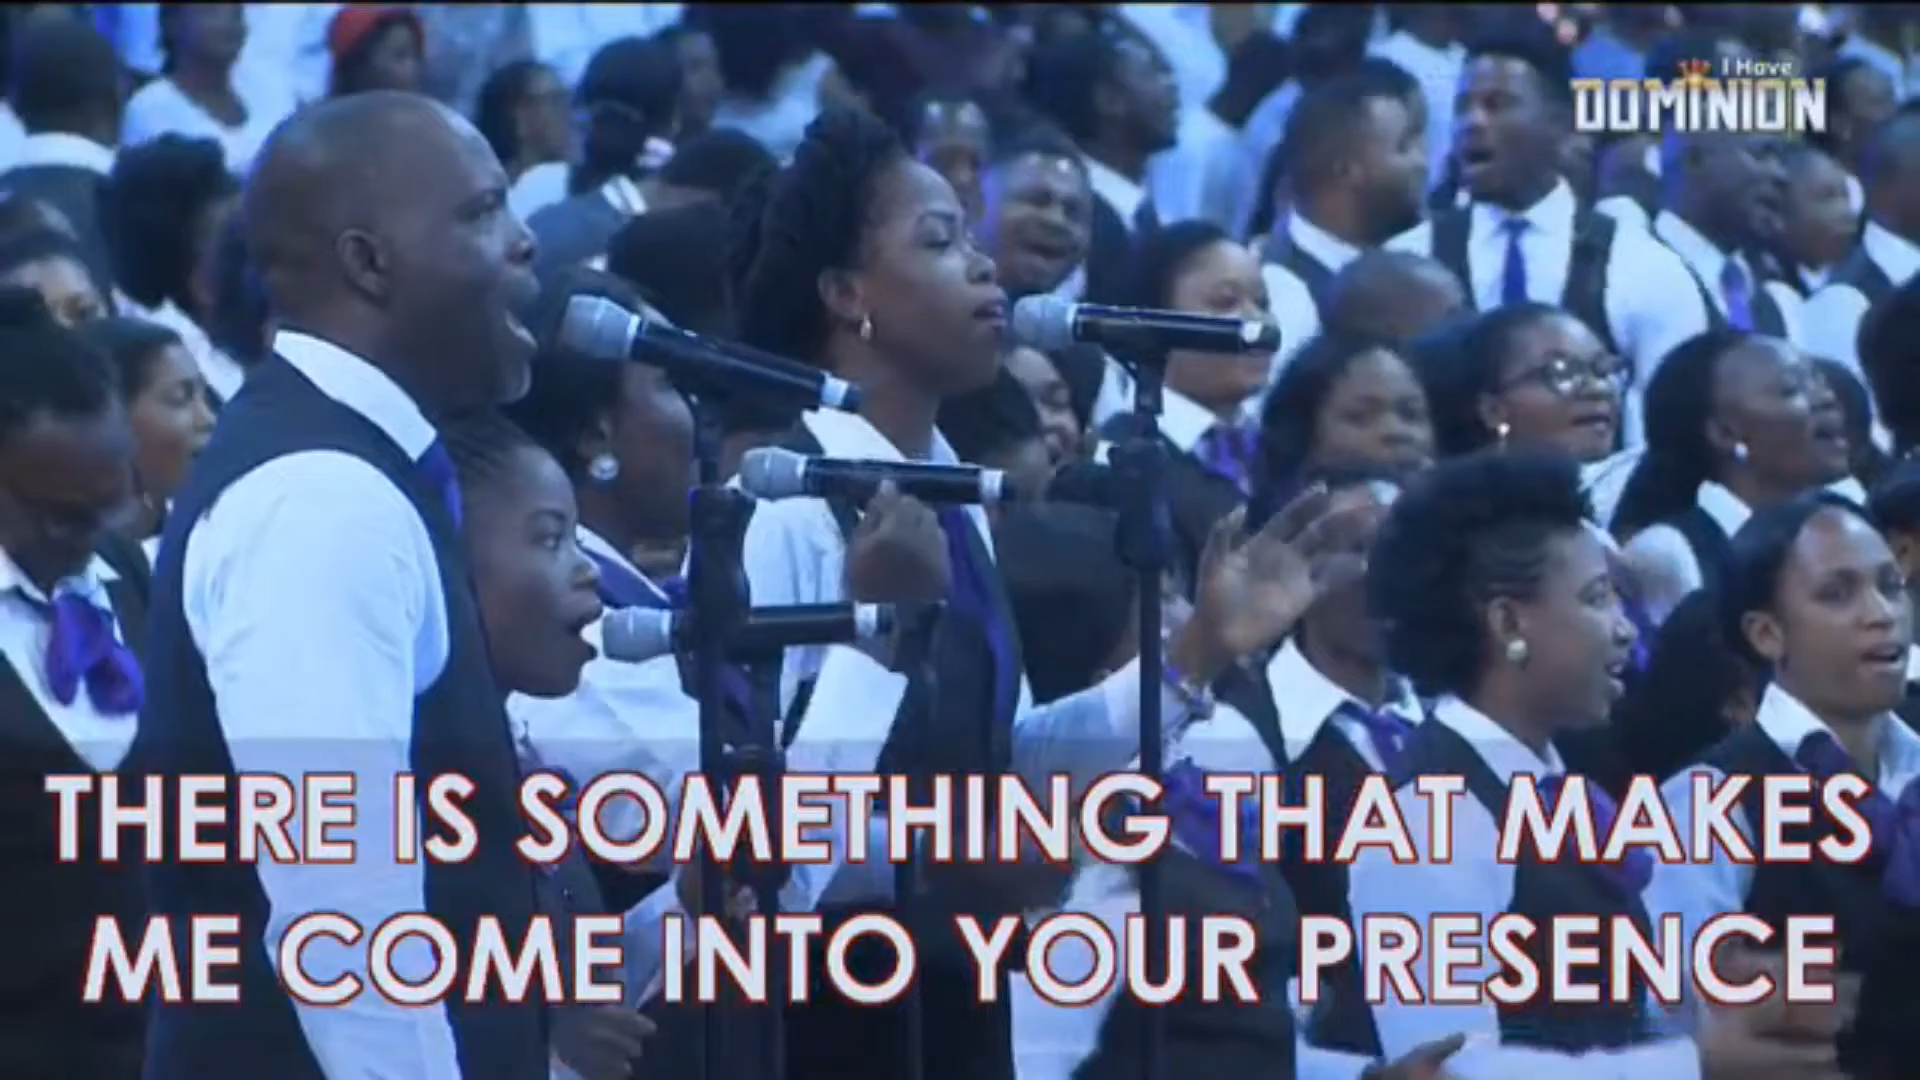 I Have
DOMINION
THERE IS SOMETHING THAT MAKES
ME COME INTO YOUR PRESENCE